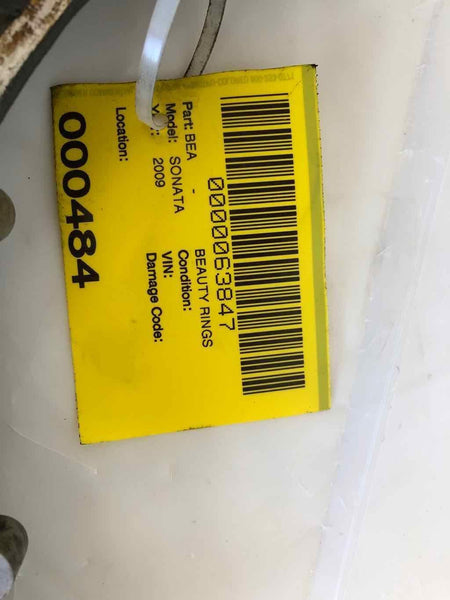 0000063847
Part: BEA - BEAUTY RINGS
Model: SONATA Condition:
2009 VIN:
Location: Damage Code:
000484